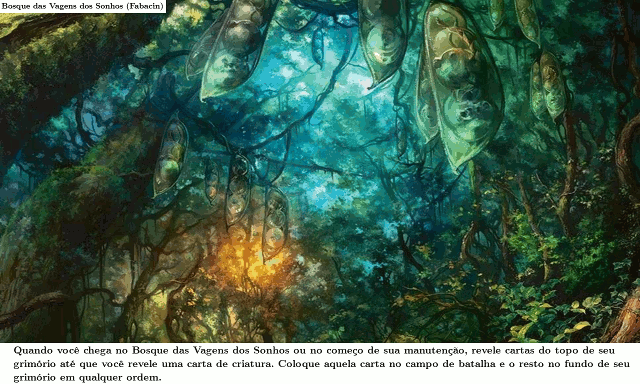 Bosque das Vagens dos Sonhos (Fabacin)
Quando você chega no Bosque das Vagens dos Sonhos ou no começo de sua manutenção, revele cartas do topo de seu
grimório até que você revele uma carta de criatura. Coloque aquela carta no campo de batalha e o resto no fundo de seu
grimório em qualquer ordem.